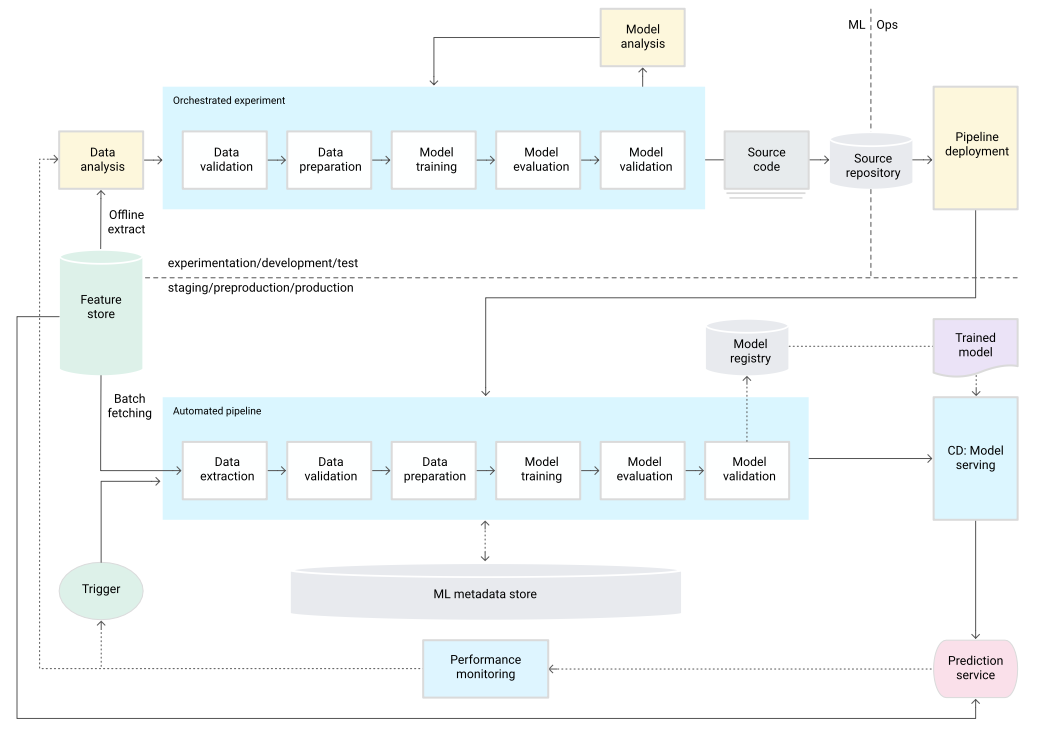 Model
analysis
ML
Ops
Orchestrated experiment
Data
analysis
Data
validation
Data
preparation
Model
training
Model
evaluation
Model
validation
Source
code
Source
repository
Pipeline
deployment
Offline
extract
experimentation/development/test
staging/preproduction/production
Feature
store
Model
registry
Trained
model
Batch
fetching
Automated pipeline
Data
extraction
Data
validation
Data
preparation
Model
training
Model
evaluation
Model
validation
CD: Model
serving
Trigger
ML metadata store
Performance
monitoring
Prediction
service